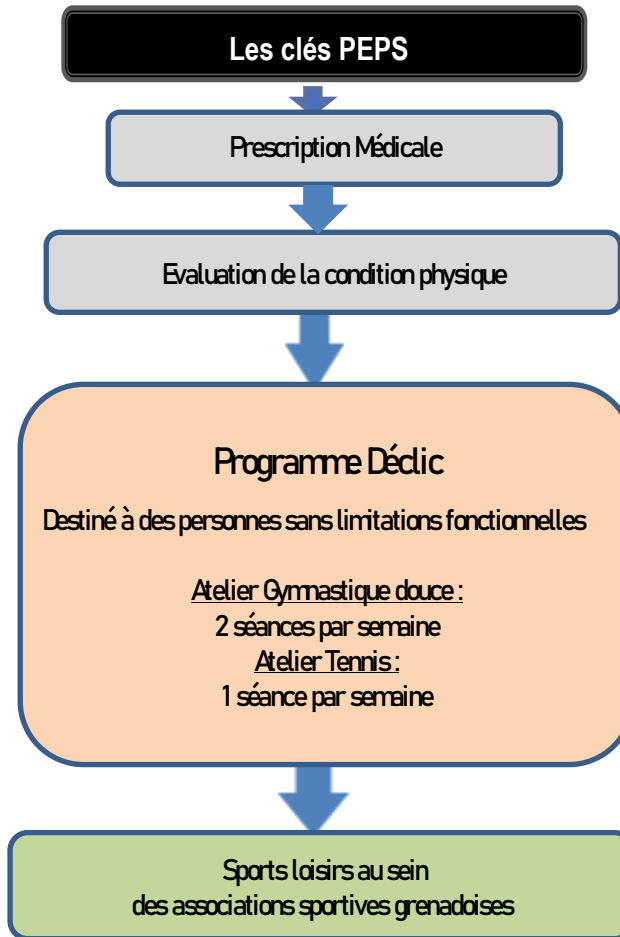 Les clés PEPS
Prescription Médicale
Evaluation de la condition physique
Programme Déclic
Destiné à des personnes sans limitations fonctionnelles
Atelier Gymnastique douce :
2 séances par semaine
Atelier Tennis :
1 séance par semaine
Sports loisirs au sein
des associations sportives grenadoises